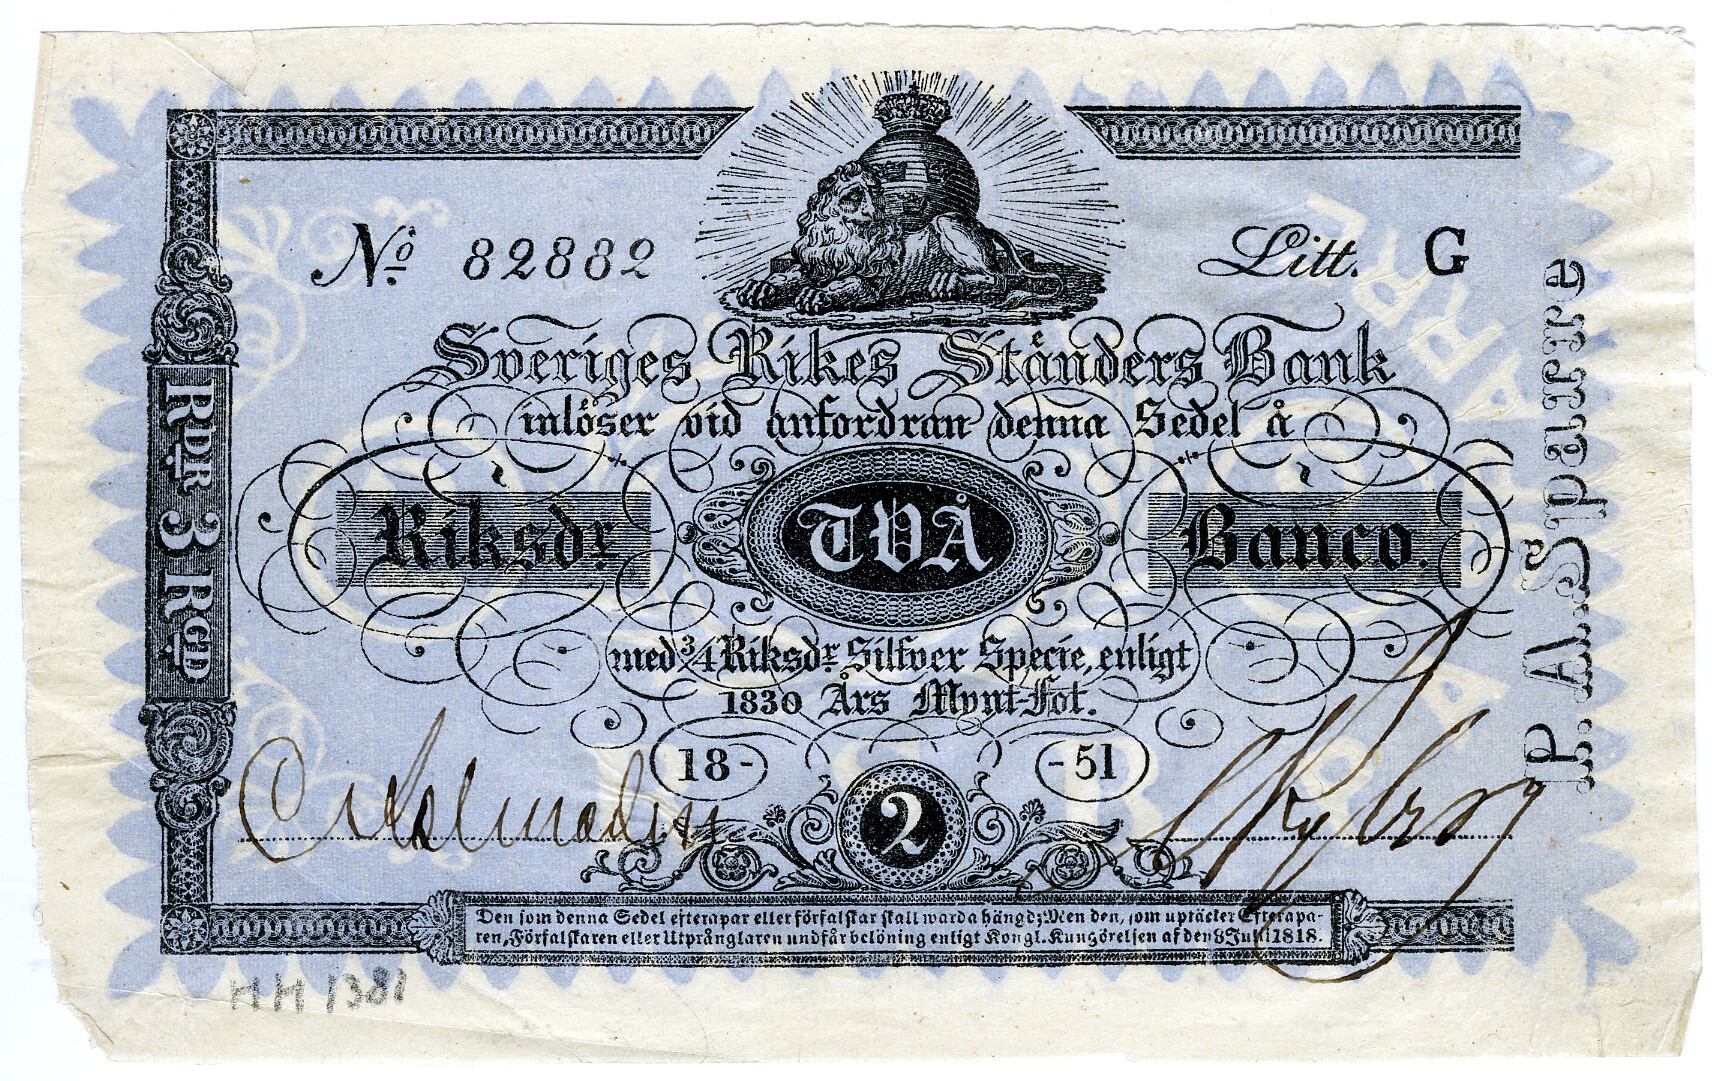 No. 82882
Litt. G
Sveriges Rikes Ständers Bank
inlöser vid anfordran denna Sedel å
Riksdr. TVÅ Banco.
med 3/4 Riksdr Silfver Specie, enligt
1830 Års Mynt-Fot.
18- -51
2
Den som denna Sedel efterapar eller förfalskar skall warda hängd; Men den, som uptäcker Efterapa-
ren, Förfalskaren eller Utprånglaren undfår belöning enligt Kongl. Kungörelsen af den 8 Juli 1818.
RDR 3 RGD
P. A. Sparre
HH 1381